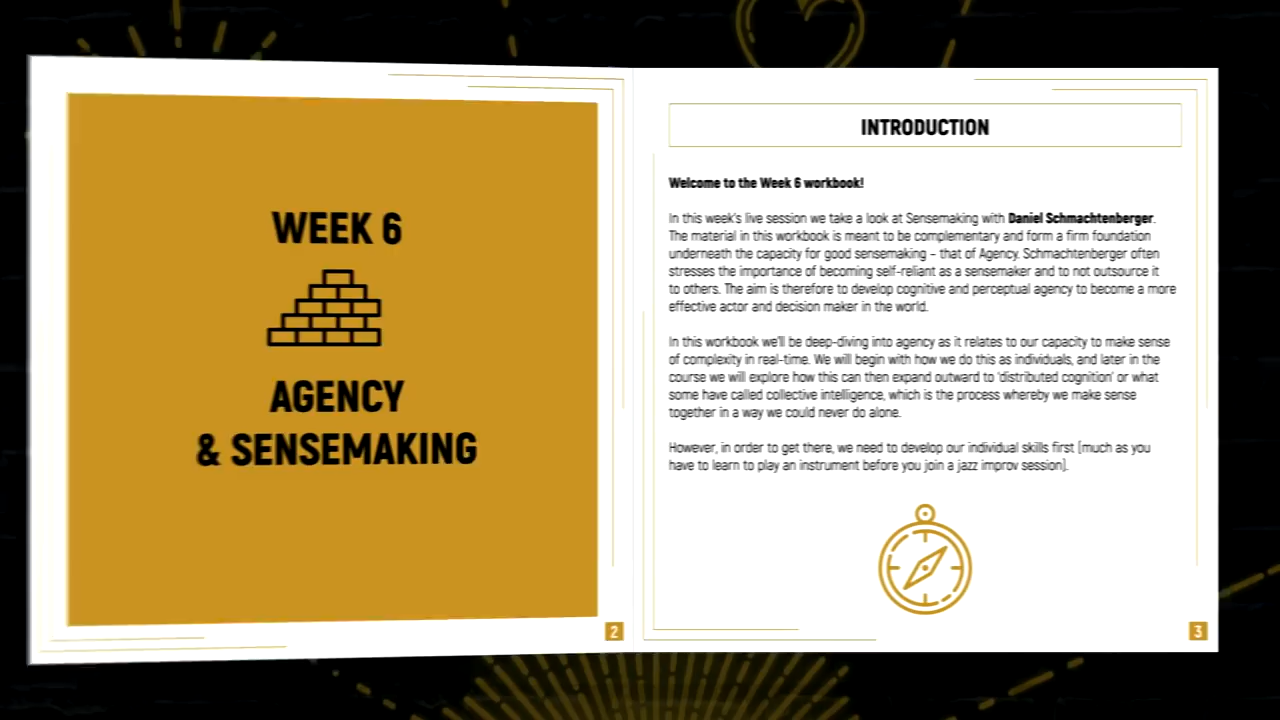 WEEK 6
AGENCY
& SENSEMAKING
2
INTRODUCTION
Welcome to the Week 6 workbook!
In this week's live session we take a look at Sensemaking with Daniel Schmachtenberger.
The material in this workbook is meant to be complementary and form a firm foundation
underneath the capacity for good sensemaking – that of Agency. Schmachtenberger often
stresses the importance of becoming self-reliant as a sensemaker and to not outsource it
to others. The aim is therefore to develop cognitive and perceptual agency to become a more
effective actor and decision maker in the world.
In this workbook we'll be deep-diving into agency as it relates to our capacity to make sense
of complexity in real-time. We will begin with how we do this as individuals, and later in the
course we will explore how this can then expand outward to 'distributed cognition' or what
some have called collective intelligence, which is the process whereby we make sense
together in a way we could never do alone.
However, in order to get there, we need to develop our individual skills first [much as you
have to learn to play an instrument before you join a jazz improv session].
3